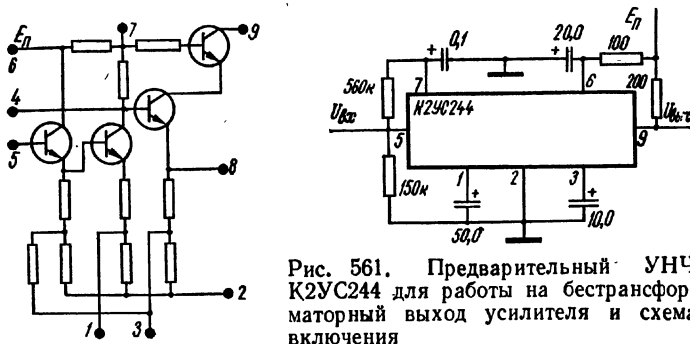 Eп
6
7
9
4
5
8
2
1
3
Eп
0,1
20,0
100
560к
7
6
200
К2УС244
Uвх
5
9
Uвых
150к
1
2
3
50,0
10,0
Рис. 561. Предварительный УНЧ
К2УС244 для работы на бестрансфор-
маторный выход усилителя и схема
включения